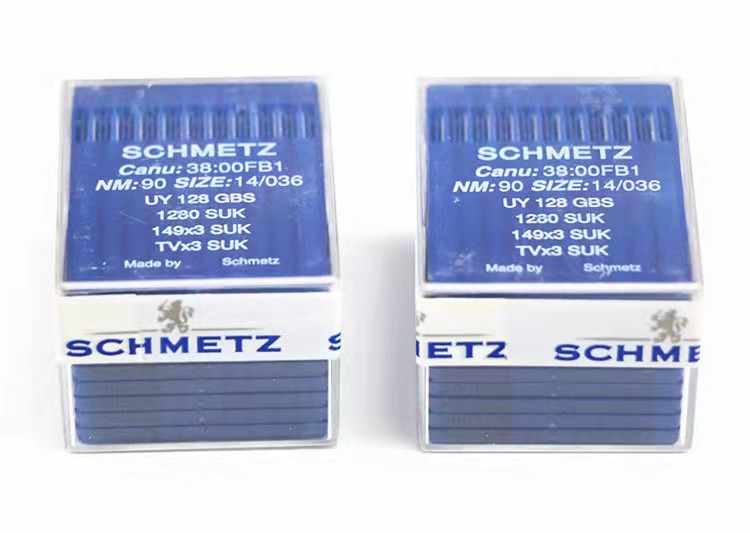 SCHMETZ
Canu: 38:00FB1
NM: 90 SIZE: 14/036
UY 128 GBS
1280 SUK
149x3 SUK
TVx3 SUK
Made by Schmetz
SCHMETZ S
SCHMETZ
Canu: 38:00FB1
NM: 90 SIZE: 14/036
UY 128 GBS
1280 SUK
149x3 SUK
TVx3 SUK
Made by Schmetz
ETZ SCHME